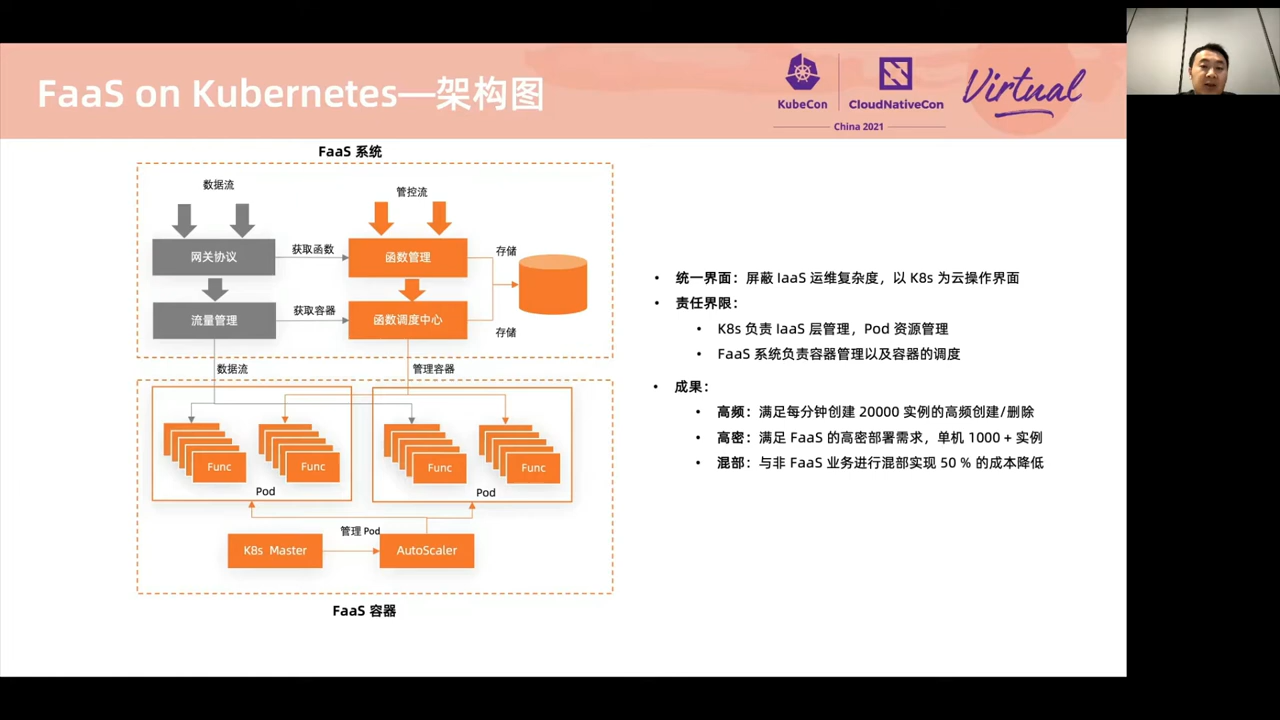 FaaS on Kubernetes—架构图
KubeCon
CloudNativeCon
Virtual
China 2021
FaaS 系统
数据流
管控流
网关协议
获取函数
函数管理
存储
流量管理
获取容器
函数调度中心
存储
数据流
管理容器
Func
Func
Func
Func
Pod
Pod
管理 Pod
K8s Master
AutoScaler
FaaS 容器
• 统一界面：屏蔽 IaaS 运维复杂度，以 K8s 为云操作界面
• 责任界限：
• K8s 负责 IaaS 层管理，Pod 资源管理
• FaaS 系统负责容器管理以及容器的调度
• 成果：
• 高频：满足每分钟创建 20000 实例的高频创建/删除
• 高密：满足 FaaS 的高密部署需求，单机 1000 + 实例
• 混部：与非 FaaS 业务进行混部实现 50 % 的成本降低